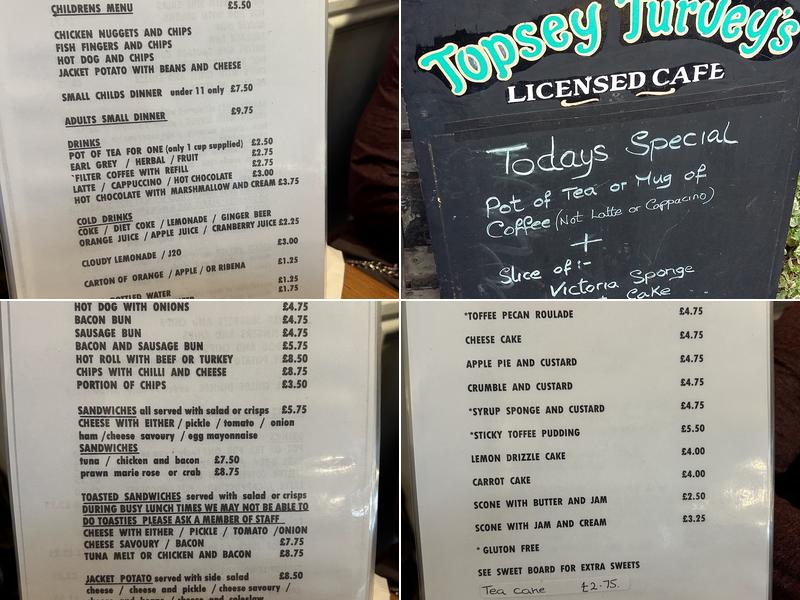 CHILDRENS MENU £5.50
CHICKEN NUGGETS AND CHIPS
FISH FINGERS AND CHIPS
HOT DOG AND CHIPS
JACKET POTATO WITH BEANS AND CHEESE
SMALL CHILDS DINNER under 11 only £7.50
ADULTS SMALL DINNER £9.75
DRINKS
POT OF TEA FOR ONE (only 1 cup supplied) £2.50
EARL GREY / HERBAL / FRUIT £2.75
*FILTER COFFEE WITH REFILL £2.75
LATTE / CAPPUCCINO / HOT CHOCOLATE £3.00
HOT CHOCOLATE WITH MARSHMALLOW AND CREAM £3.75
COLD DRINKS
COKE / DIET COKE / LEMONADE / GINGER BEER
ORANGE JUICE / APPLE JUICE / CRANBERRY JUICE £2.25
CLOUDY LEMONADE / J20 £3.00
CARTON OF ORANGE / APPLE / OR RIBENA £1.25
BOTTLED WATER £1.25
£1.75
Topsey Turvey's
LICENSED CAFE
Todays Special
Pot of Tea or Mug of
Coffee (Not Latte or Cappacino)
+
Slice of :-
Victoria Sponge
Cake
HOT DOG WITH ONIONS £4.75
BACON BUN £4.75
SAUSAGE BUN £4.75
BACON AND SAUSAGE BUN £5.75
HOT ROLL WITH BEEF OR TURKEY £8.50
CHIPS WITH CHILLI AND CHEESE £8.75
PORTION OF CHIPS £3.50
SANDWICHES all served with salad or crisps £5.75
CHEESE WITH EITHER / pickle / tomato / onion
ham /cheese savoury / egg mayonnaise
SANDWICHES
tuna / chicken and bacon £7.50
prawn marie rose or crab £8.75
TOASTED SANDWICHES served with salad or crisps
DURING BUSY LUNCH TIMES WE MAY NOT BE ABLE TO
DO TOASTIES PLEASE ASK A MEMBER OF STAFF
CHEESE WITH EITHER / PICKLE / TOMATO /ONION
CHEESE SAVOURY / BACON £7.75
TUNA MELT OR CHICKEN AND BACON £8.75
JACKET POTATO served with side salad £8.50
cheese / cheese and pickle / cheese savoury /
*TOFFEE PECAN ROULADE £4.75
CHEESE CAKE £4.75
APPLE PIE AND CUSTARD £4.75
CRUMBLE AND CUSTARD £4.75
*SYRUP SPONGE AND CUSTARD £4.75
*STICKY TOFFEE PUDDING £5.50
LEMON DRIZZLE CAKE £4.00
CARROT CAKE £4.00
SCONE WITH BUTTER AND JAM £2.50
SCONE WITH JAM AND CREAM £3.25
* GLUTON FREE
SEE SWEET BOARD FOR EXTRA SWEETS
Tea cane £2.75.